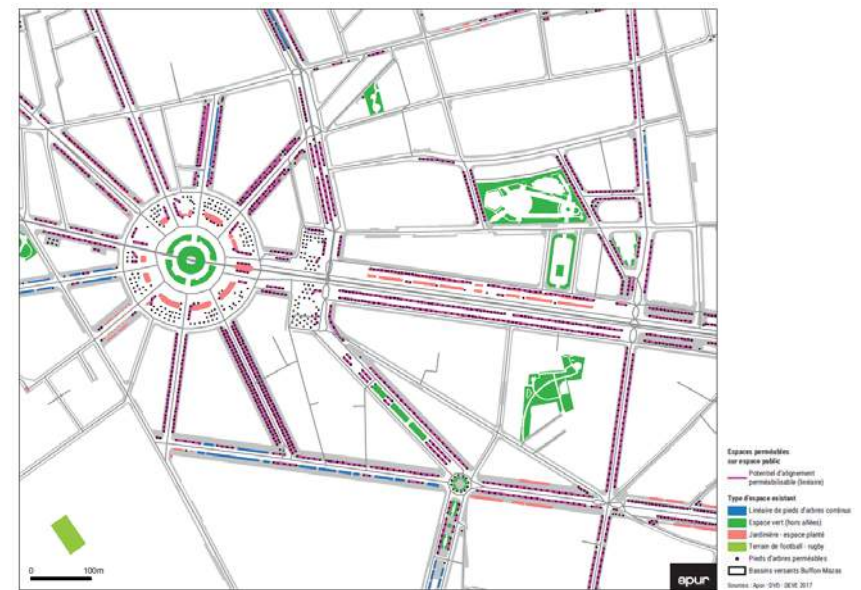 0 100m
apur
Espaces perméables
sur espace public
Potentiel d'alignement
perméabilisable (linéaire)
Type d'espace existant
Linéaire de pieds d'arbres continus
Espace vert (hors allées)
Jardinière - espace planté
Terrain de football - rugby
Pieds d'arbres perméables
Bassins versants Buffon Mazas
Sources : Apur - DVD - DEVE 2017